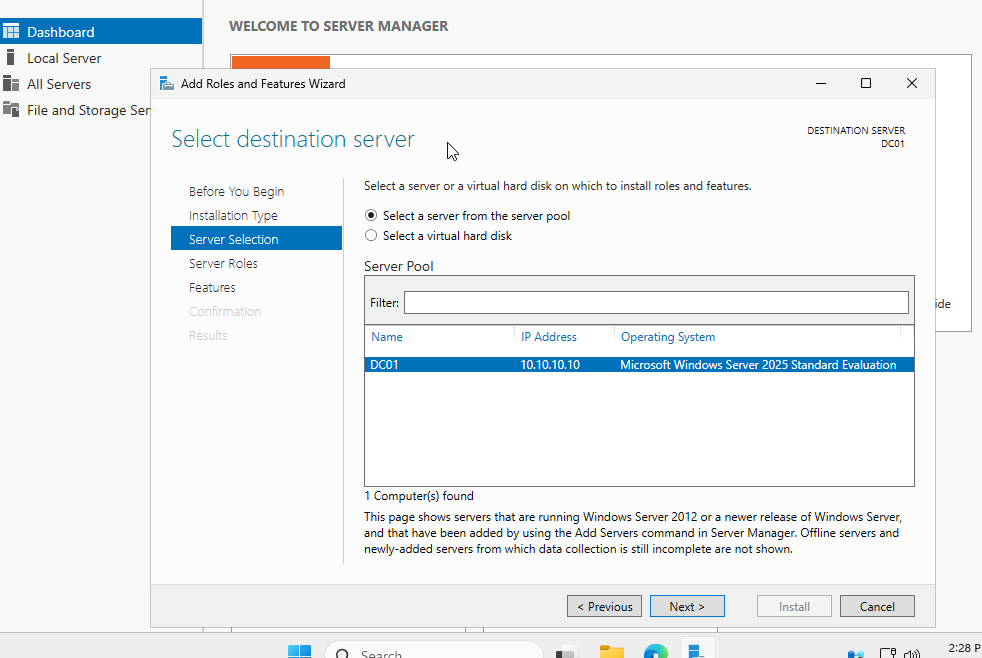 Dashboard
WELCOME TO SERVER MANAGER
Local Server
All Servers
File and Storage Ser
Add Roles and Features Wizard
Select destination server
DESTINATION SERVER
DC01
Before You Begin
Installation Type
Server Selection
Server Roles
Features
Confirmation
Results
Select a server or a virtual hard disk on which to install roles and features.
Select a server from the server pool
Select a virtual hard disk
Server Pool
Filter:
Name IP Address Operating System
DC01 10.10.10.10 Microsoft Windows Server 2025 Standard Evaluation
1 Computer(s) found
This page shows servers that are running Windows Server 2012 or a newer release of Windows Server,
and that have been added by using the Add Servers command in Server Manager. Offline servers and
newly-added servers from which data collection is still incomplete are not shown.
ide
< Previous Next > Install Cancel
Search
2:28 P